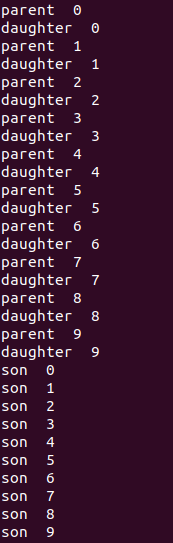 parent  0
daughter  0
parent  1
daughter  1
parent  2
daughter  2
parent  3
daughter  3
parent  4
daughter  4
parent  5
daughter  5
parent  6
daughter  6
parent  7
daughter  7
parent  8
daughter  8
parent  9
daughter  9
son  0
son  1
son  2
son  3
son  4
son  5
son  6
son  7
son  8
son  9